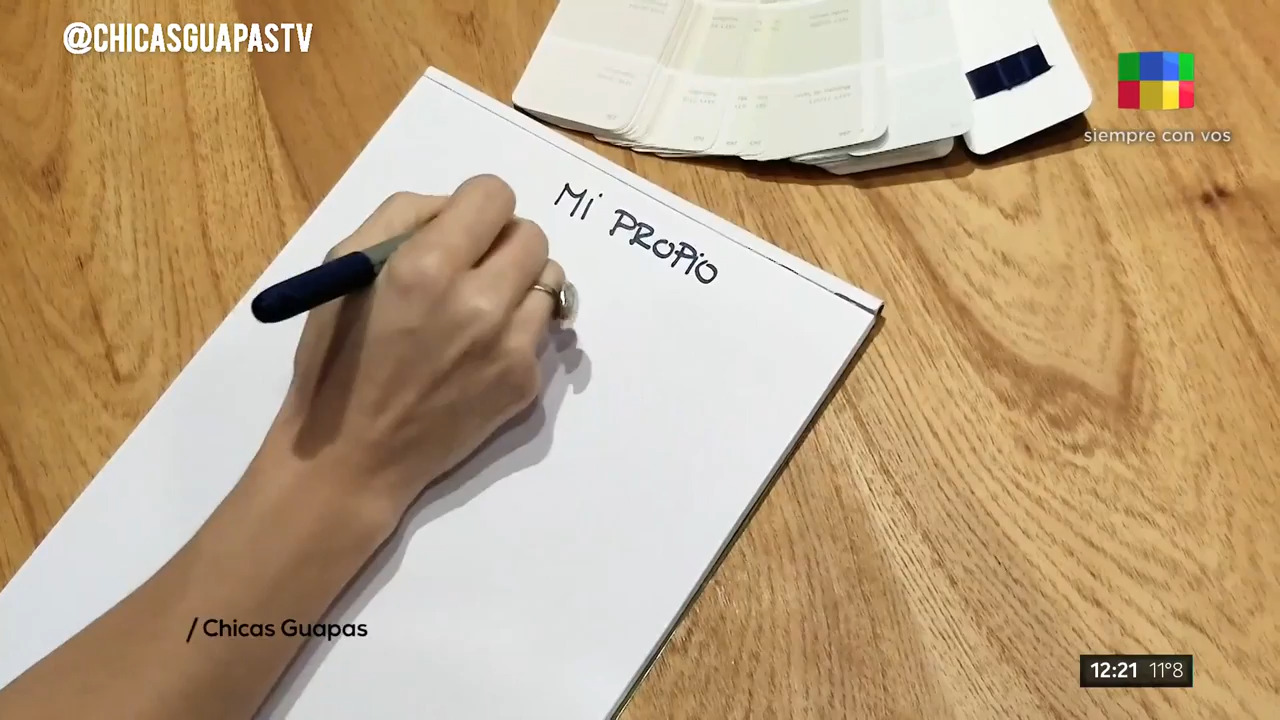 @CHICASGUAPASTV
siempre con vos
Mi PROPiO
/ Chicas Guapas
12:21 11°8